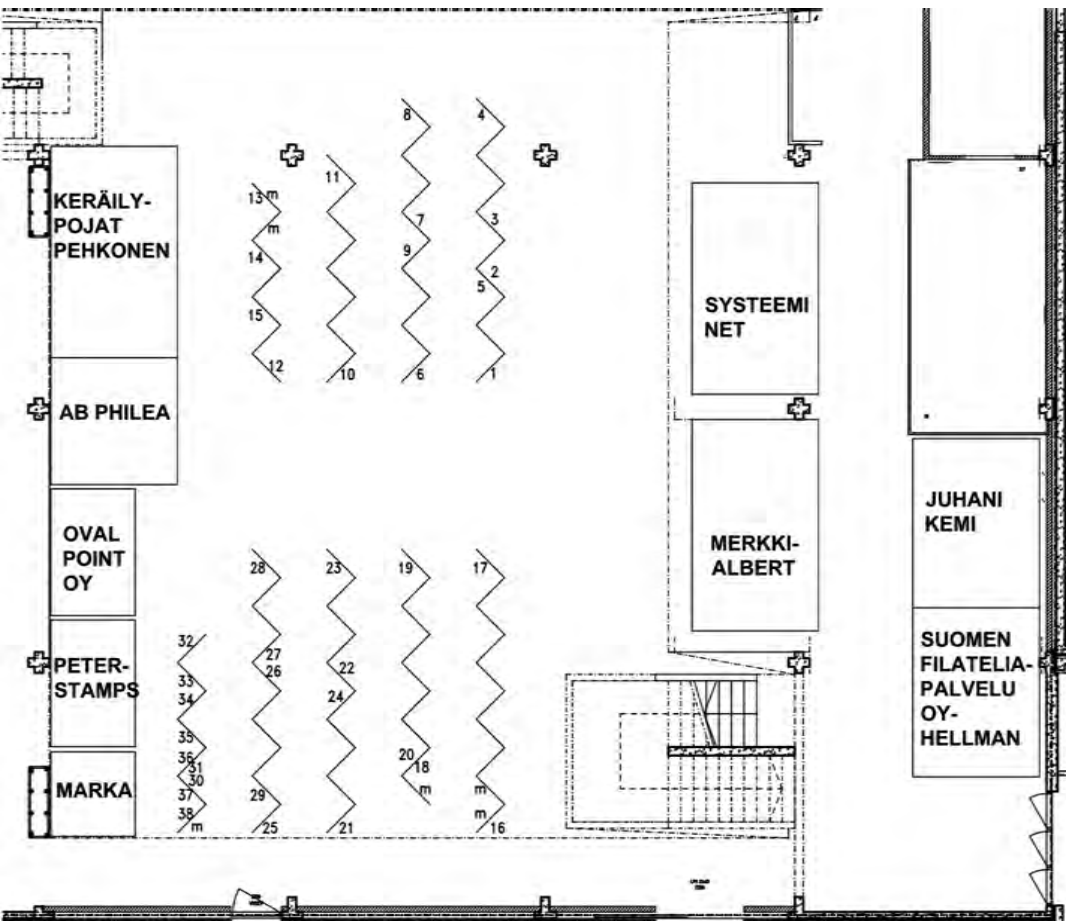 8
4
11
13
m
KERÄILY-
POJAT
PEHKONEN
7
3
m
14
9
2
5
15
SYSTEEMI
NET
12
10
6
1
AB PHILEA
JUHANI
KEMI
OVAL
POINT
OY
MERKKI-
ALBERT
28
23
19
17
32
27
26
22
PETER-
STAMPS
33
34
24
SUOMEN
FILATELIA-
PALVELU
OY-
HELLMAN
35
36
31
30
20
18
m
m
MARKA
37
38
m
29
25
21
m
16